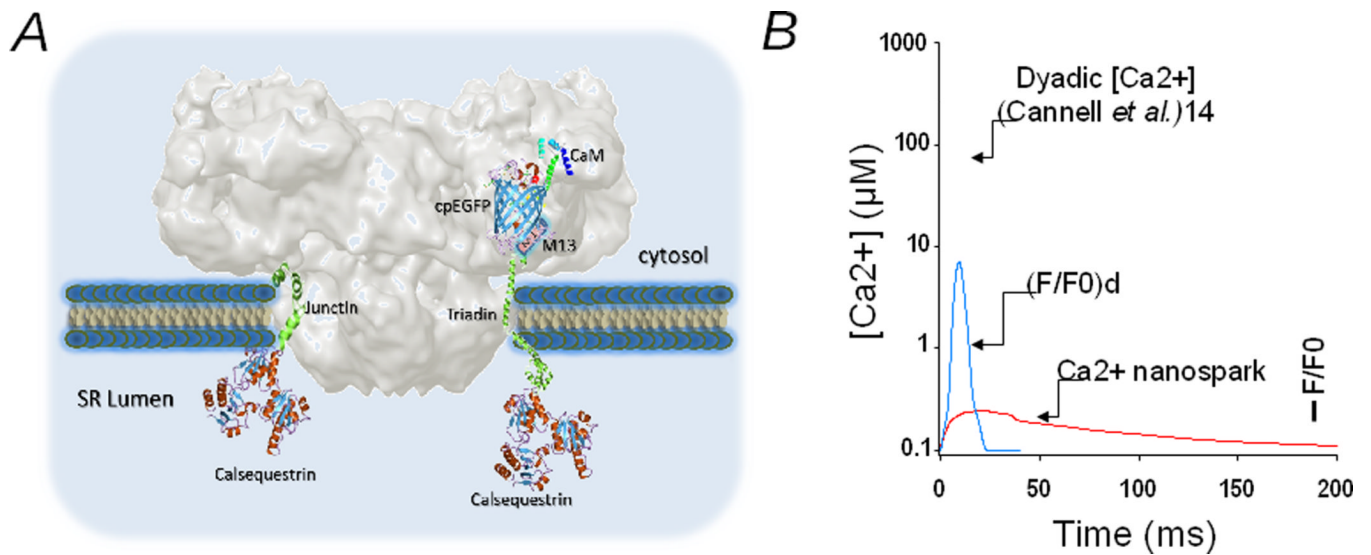 A
CaM
cpEGFP
M13
cytosol
Junctin
Triadin
SR Lumen
Calsequestrin
Calsequestrin
B
1000
100
10
1
0.1
[Ca2+] (µM)
Dyadic [Ca2+]
(Cannell et al.)14
(F/F0)d
Ca2+ nanospark
F/F0
0
50
100
150
200
Time (ms)